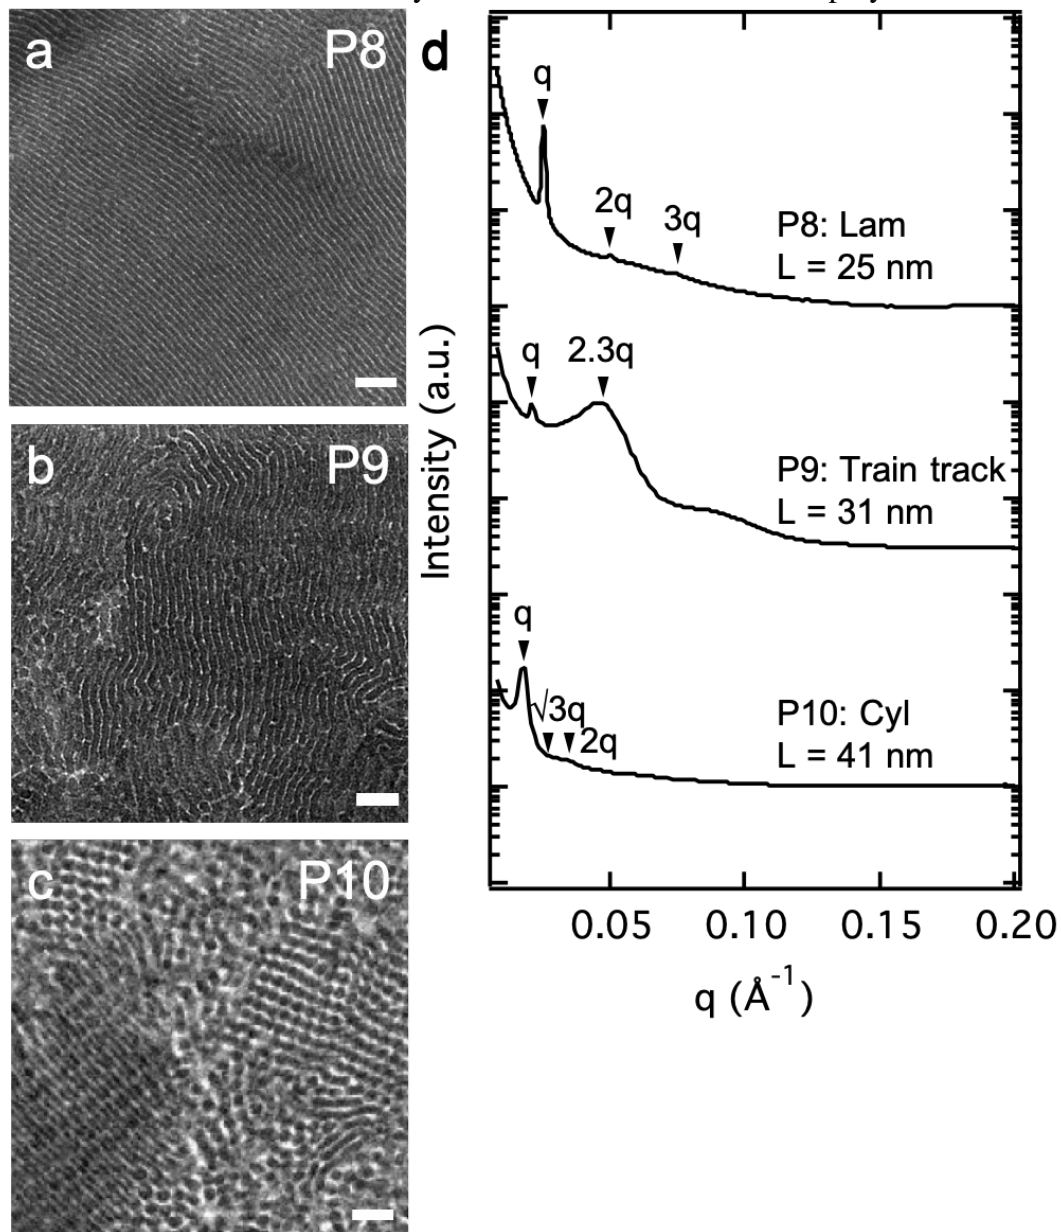 a
P8
b
P9
c
P10
d
Intensity (a.u.)
q
2q
3q
P8: Lam
L = 25 nm
q
2.3q
P9: Train track
L = 31 nm
q
√3q
2q
P10: Cyl
L = 41 nm
0.05 0.10 0.15 0.20
q (Å⁻¹)